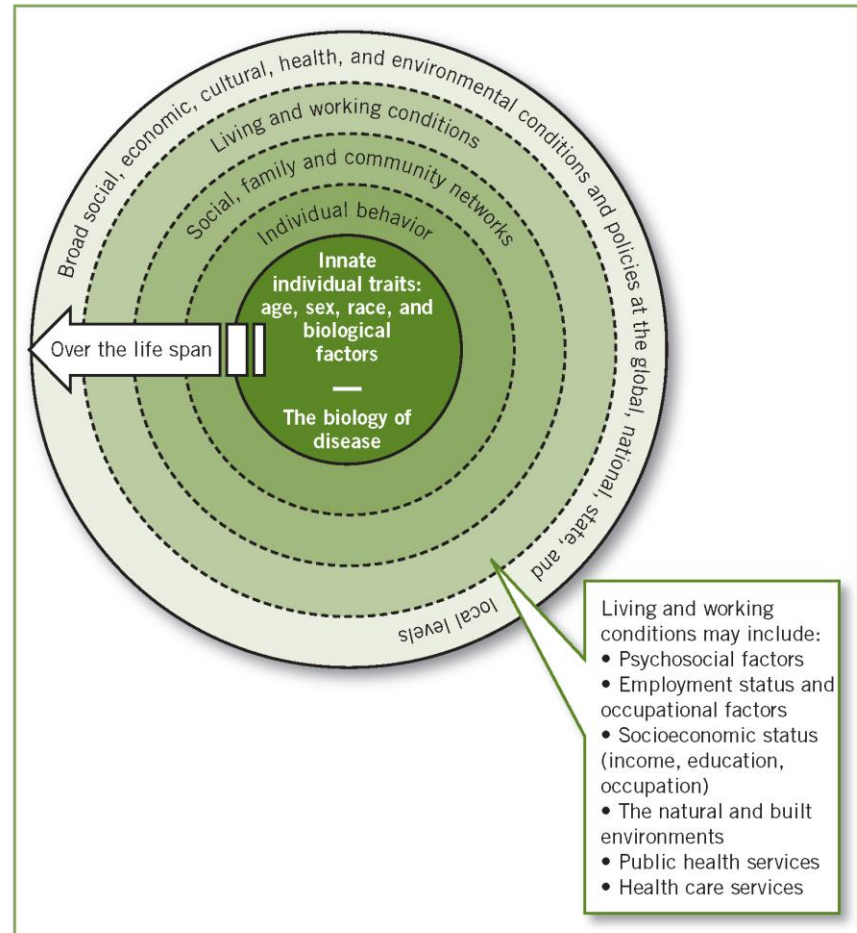 Broad social, economic, cultural, health, and environmental conditions and policies at the global, national, state, and
local levels
Living and working conditions
Social, family and community networks
Individual behavior
Innate
individual traits:
age, sex, race, and
biological
factors
—
The biology of
disease
Over the life span
Living and working
conditions may include:
• Psychosocial factors
• Employment status and
occupational factors
• Socioeconomic status
(income, education,
occupation)
• The natural and built
environments
• Public health services
• Health care services